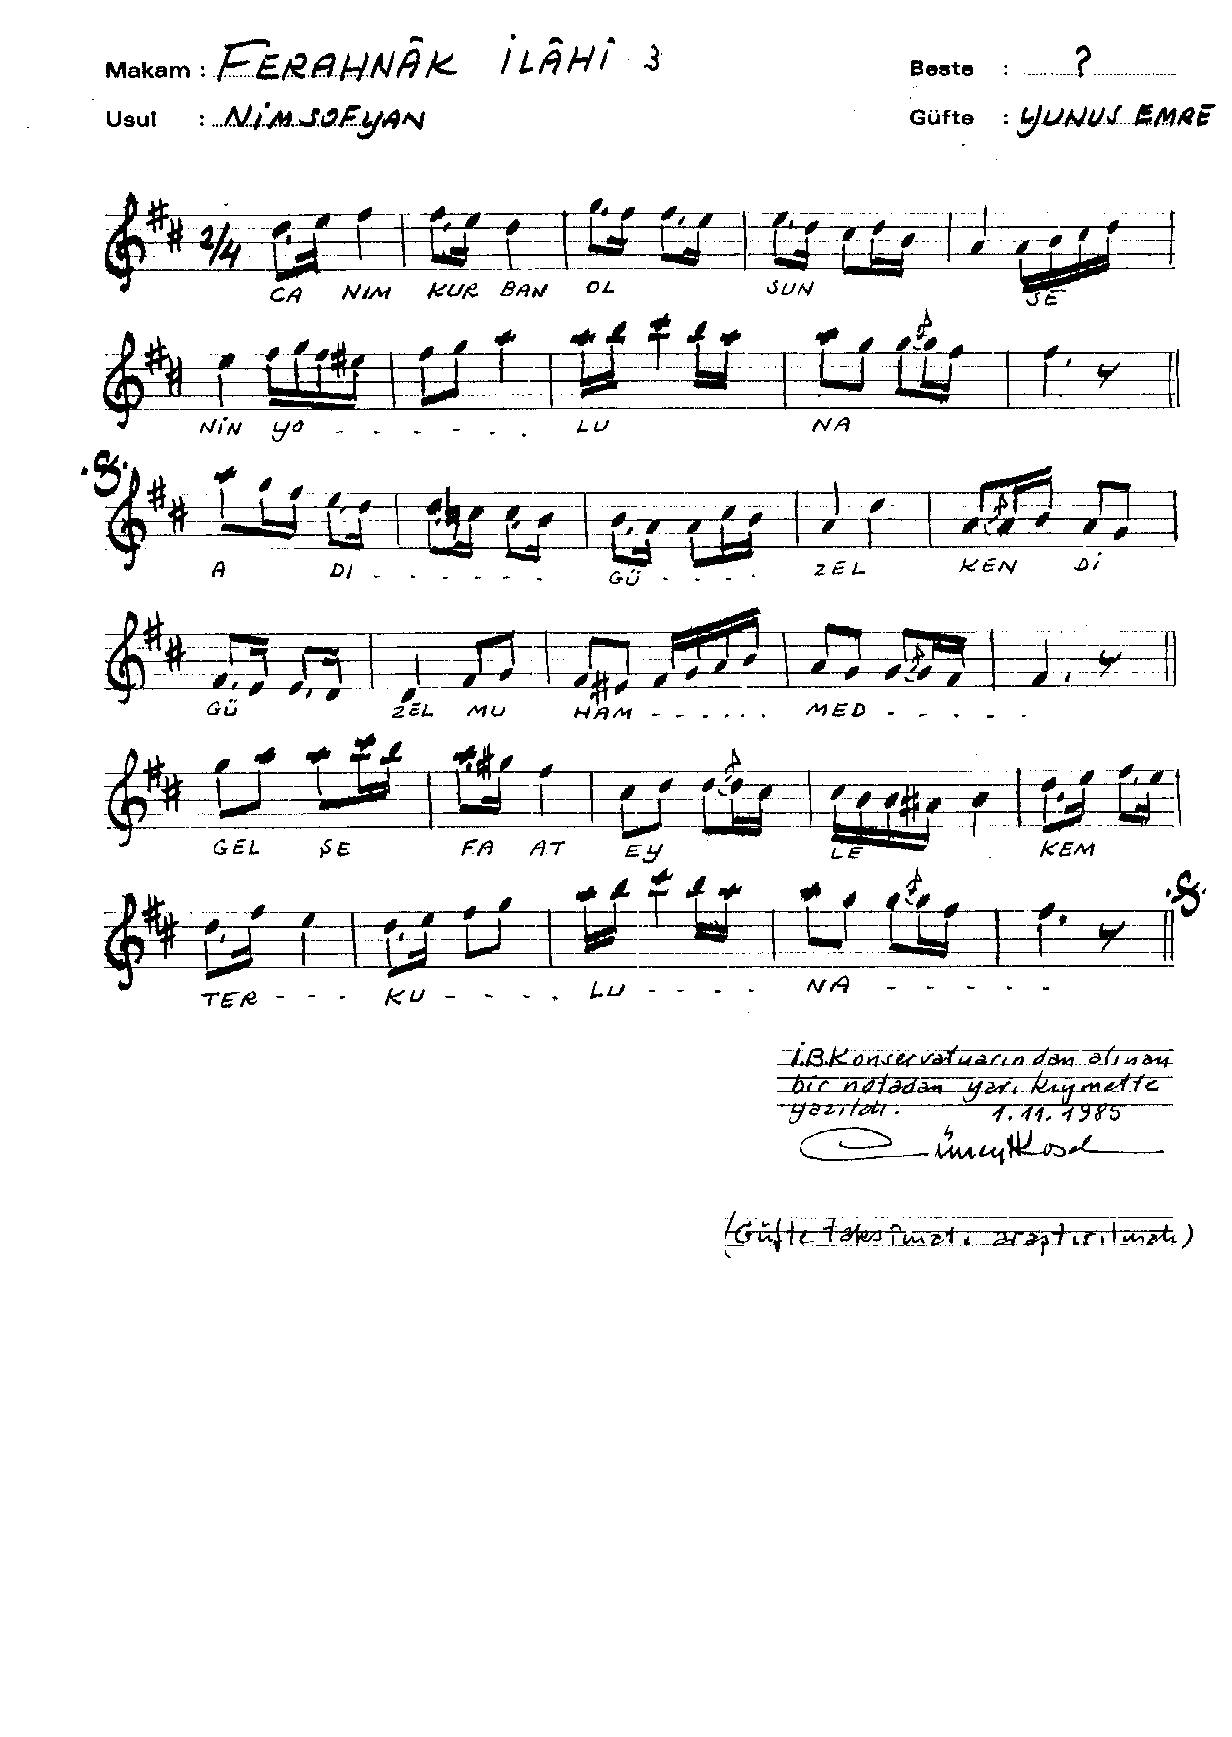 Makam : FERAHNÂK İLÂHİ 3 Beste : ?
Usul : NİM SOFYAN Güfte : YUNUS EMRE
2/4
CA NIM KUR BAN OL SUN SE
NİN YO - - - - - . LU NA
A DI - - - - - - GÜ - - - - ZEL KEN Dİ
GÜ ZEL MU HAM - - - . . . MED - - - - -
GEL ŞE FA AT EY LE KEM
TER - - - KU - - - - LU - - - - NA - - - - -
İ.B.Konservatuarından alınan
bir notadan yarı kıymette
yazıldı. 1.11.1985
Cüneyt Kosal
(Güfte taksimatı araştırılmalı)